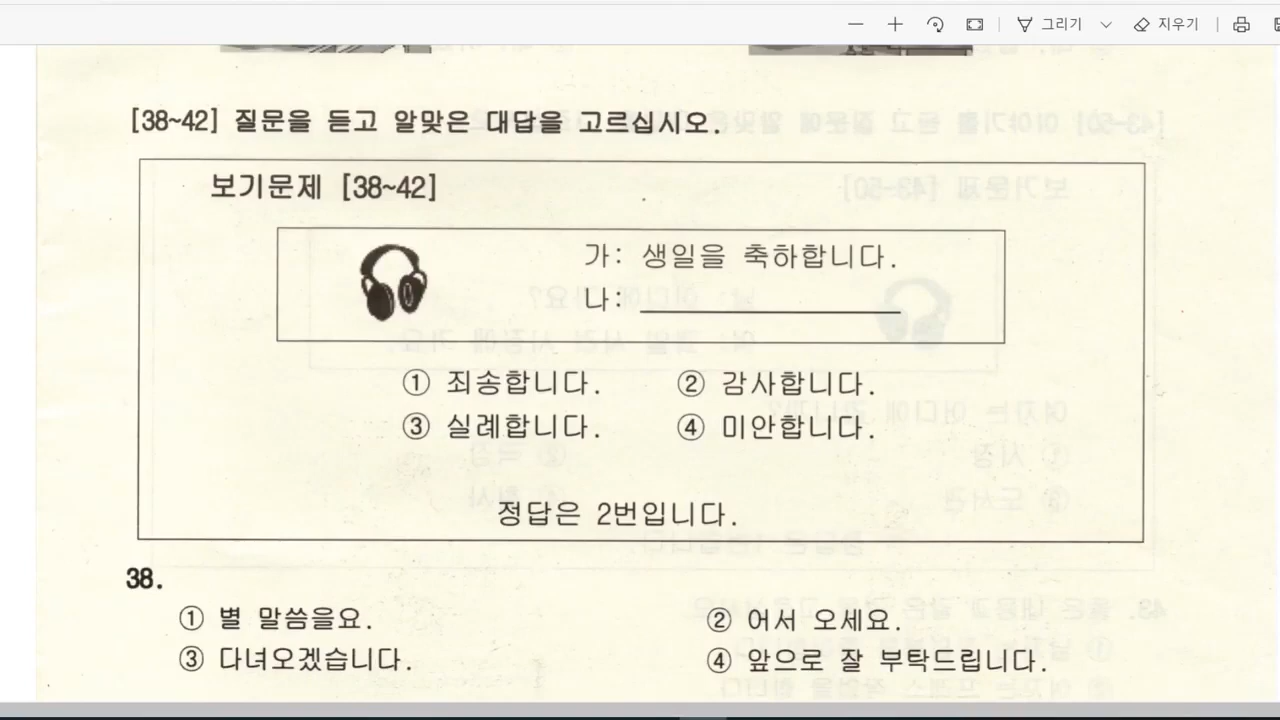 그리기 지우기
[38~42] 질문을 듣고 알맞은 대답을 고르십시오.
보기문제 [38~42]
가: 생일을 축하합니다.
나:
① 죄송합니다. ② 감사합니다.
③ 실례합니다. ④ 미안합니다.
정답은 2번입니다.
38.
① 별 말씀을요. ② 어서 오세요.
③ 다녀오겠습니다. ④ 앞으로 잘 부탁드립니다.